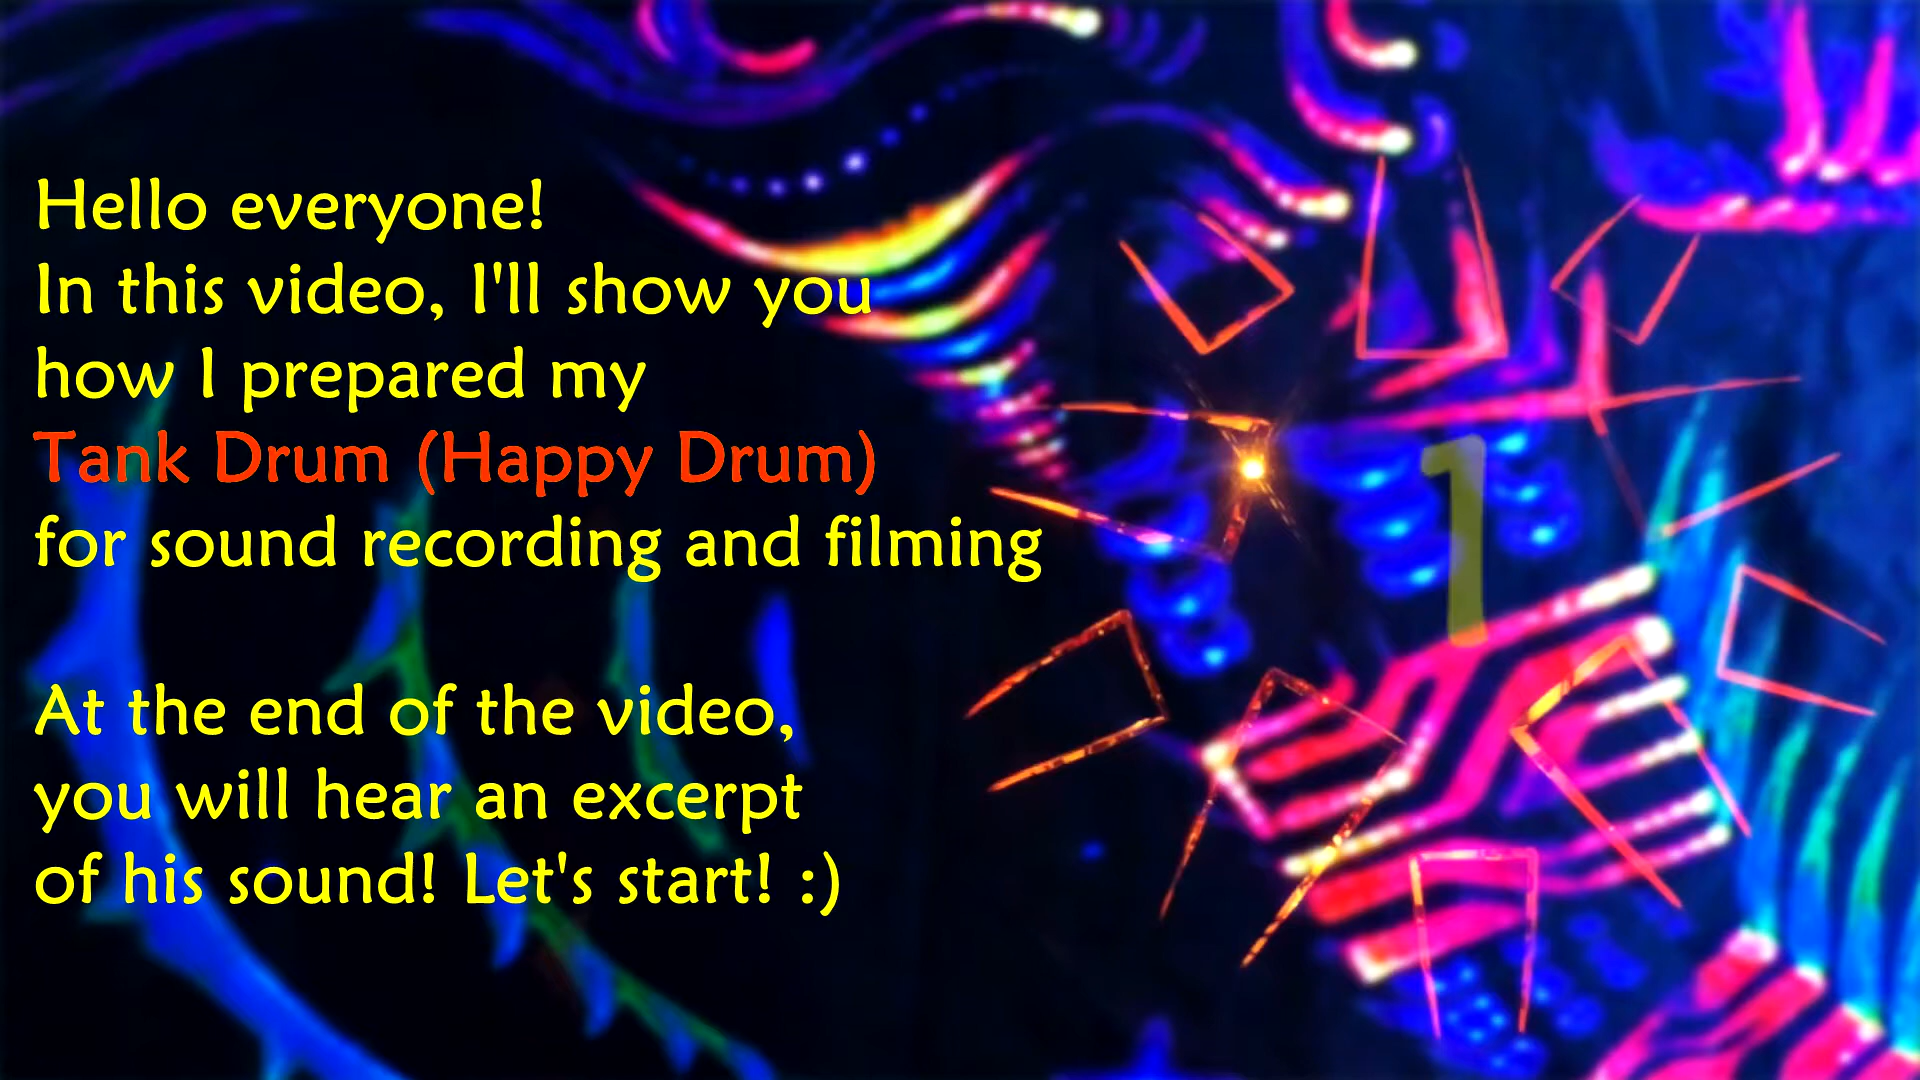 Hello everyone!
In this video, I'll show you
how I prepared my
Tank Drum (Happy Drum)
for sound recording and filming
At the end of the video,
you will hear an excerpt
of his sound! Let's start! :)
1